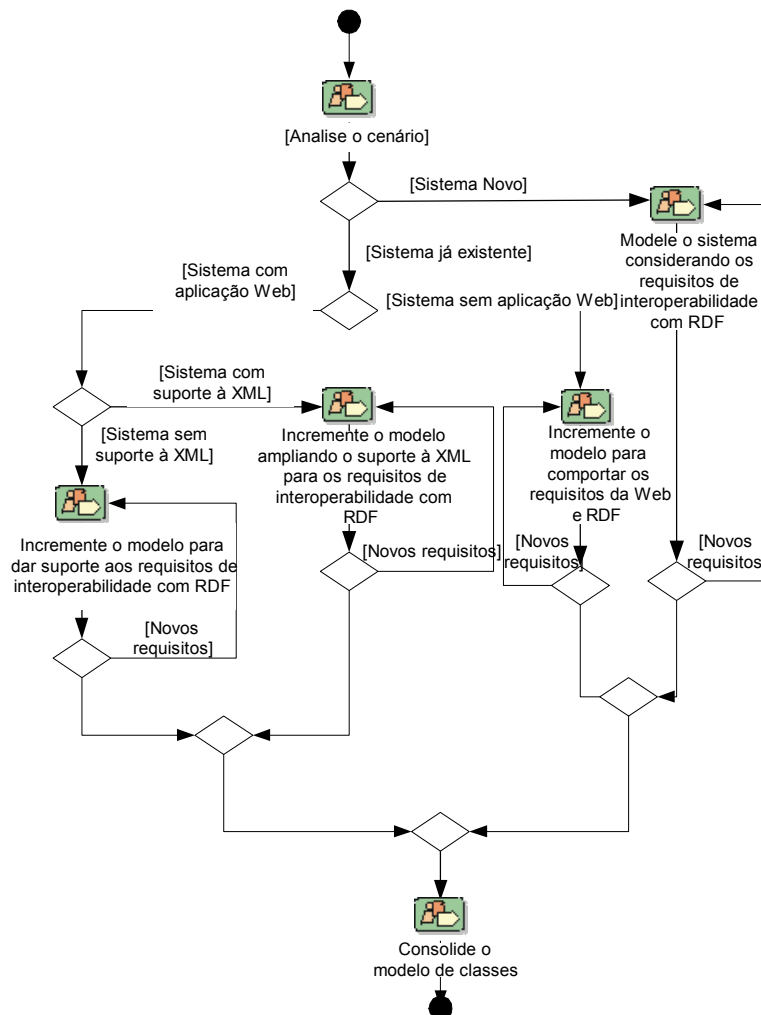 [Analise o cenário]
[Sistema Novo]
Modele o sistema
considerando os
requisitos de
interoperabilidade
com RDF
[Sistema já existente]
[Sistema com
aplicação Web]
[Sistema sem aplicação Web]
[Sistema com
suporte à XML]
[Sistema sem
suporte à XML]
Incremente o modelo
ampliando o suporte à XML
para os requisitos de
interoperabilidade com
RDF
Incremente o
modelo para
comportar os
requisitos da Web
e RDF
Incremente o modelo para
dar suporte aos requisitos de
interoperabilidade com RDF
[Novos requisitos]
[Novos
requisitos]
[Novos
requisitos]
[Novos
requisitos]
Consolide o
modelo de classes